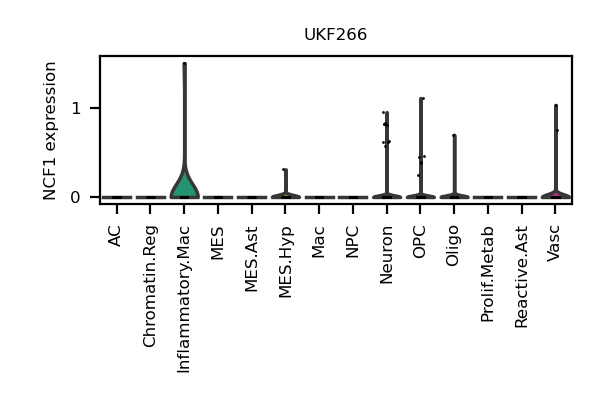 UKF266
NCF1 expression
1
0
AC
Chromatin.Reg
Inflammatory.Mac
MES
MES.Ast
MES.Hyp
Mac
NPC
Neuron
OPC
Oligo
Prolif.Metab
Reactive.Ast
Vasc